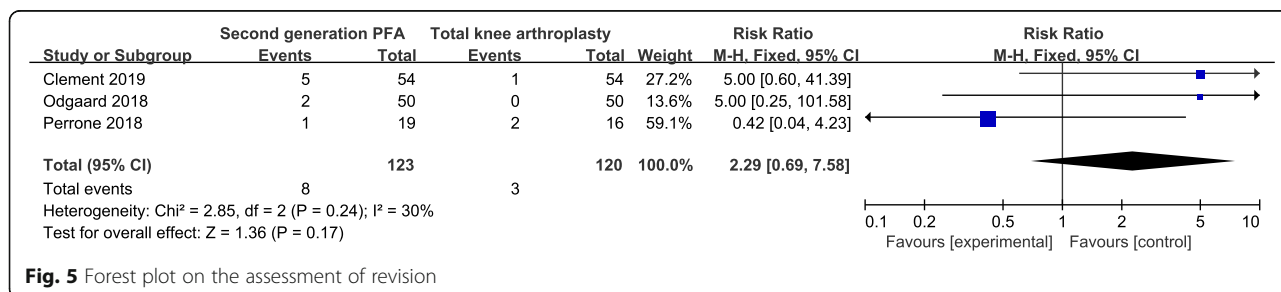 Second generation PFA Total knee arthroplasty Risk Ratio Risk Ratio
Study or Subgroup Events Total Events Total Weight M-H, Fixed, 95% CI M-H, Fixed, 95% CI
Clement 2019 5 54 1 54 27.2% 5.00 [0.60, 41.39]
Odgaard 2018 2 50 0 50 13.6% 5.00 [0.25, 101.58]
Perrone 2018 1 19 2 16 59.1% 0.42 [0.04, 4.23]
Total (95% CI) 123 120 100.0% 2.29 [0.69, 7.58]
Total events 8 3
Heterogeneity: Chi² = 2.85, df = 2 (P = 0.24); I² = 30%
Test for overall effect: Z = 1.36 (P = 0.17)
0.1 0.2 0.5 1 2 5 10
Favours [experimental] Favours [control]
Fig. 5 Forest plot on the assessment of revision